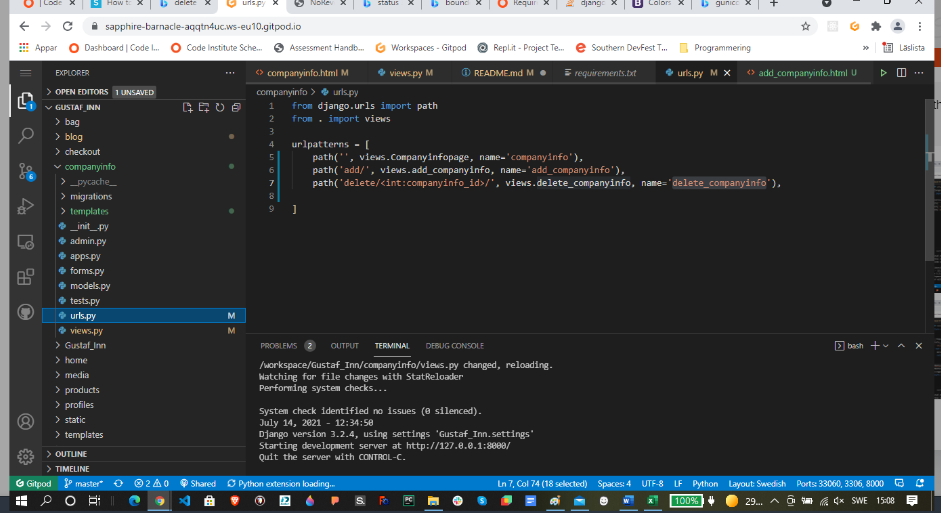 Code
How to
delete
urls.py
NoRev
status
bound
Requir
django
Colors
gunico
sapphire-barnacle-aqqtn4uc.ws-eu10.gitpod.io
Appar
Dashboard | Code I...
Code Institute Sche...
Assessment Handb...
Workspaces - Gitpod
Repl.it - Project Te...
Southern DevFest T...
Programmering
»
Läslista
EXPLORER
companyinfo.html M
views.py M
README.md M
requirements.txt
urls.py M
add_companyinfo.html U
OPEN EDITORS 1 UNSAVED
GUSTAF_INN
bag
blog
checkout
companyinfo
__pycache__
migrations
templates
__init__.py
admin.py
apps.py
forms.py
models.py
tests.py
urls.py M
views.py M
Gustaf_Inn
home
media
products
profiles
static
templates
OUTLINE
TIMELINE
1
6
companyinfo > urls.py
1 from django.urls import path
2 from . import views
3
4 urlpatterns = [
5 path('', views.Companyinfopage, name='companyinfo'),
6 path('add/', views.add_companyinfo, name='add_companyinfo'),
7 path('delete/<int:companyinfo_id>/', views.delete_companyinfo, name='delete_companyinfo'),
8
9 ]
PROBLEMS 2 OUTPUT TERMINAL DEBUG CONSOLE
bash
/workspace/Gustaf_Inn/companyinfo/views.py changed, reloading.
Watching for file changes with StatReloader
Performing system checks...
System check identified no issues (0 silenced).
July 14, 2021 - 12:34:50
Django version 3.2.4, using settings 'Gustaf_Inn.settings'
Starting development server at http://127.0.0.1:8000/
Quit the server with CONTROL-C.
Gitpod master* 2 0 Shared Python extension loading...
Ln 7, Col 74 (18 selected) Spaces: 4 UTF-8 LF Python Layout: Swedish Ports: 33060, 3306, 8000
100% 29... SWE 15:08